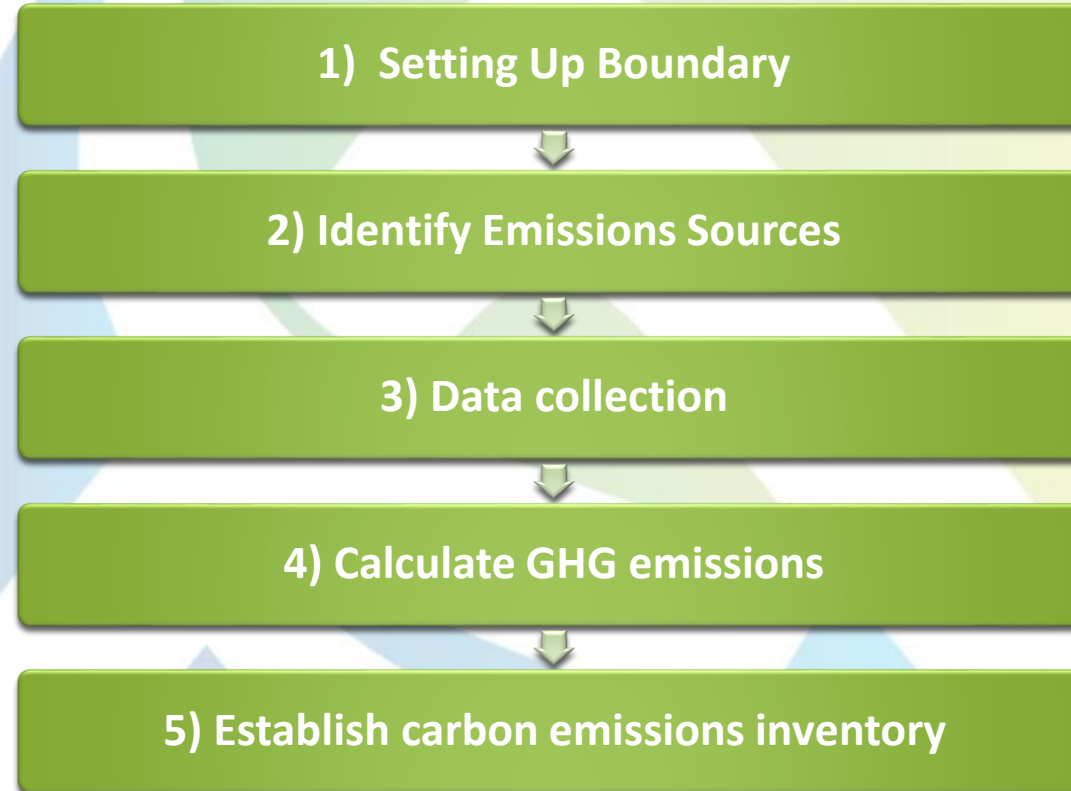 1) Setting Up Boundary
2) Identify Emissions Sources
3) Data collection
4) Calculate GHG emissions
5) Establish carbon emissions inventory